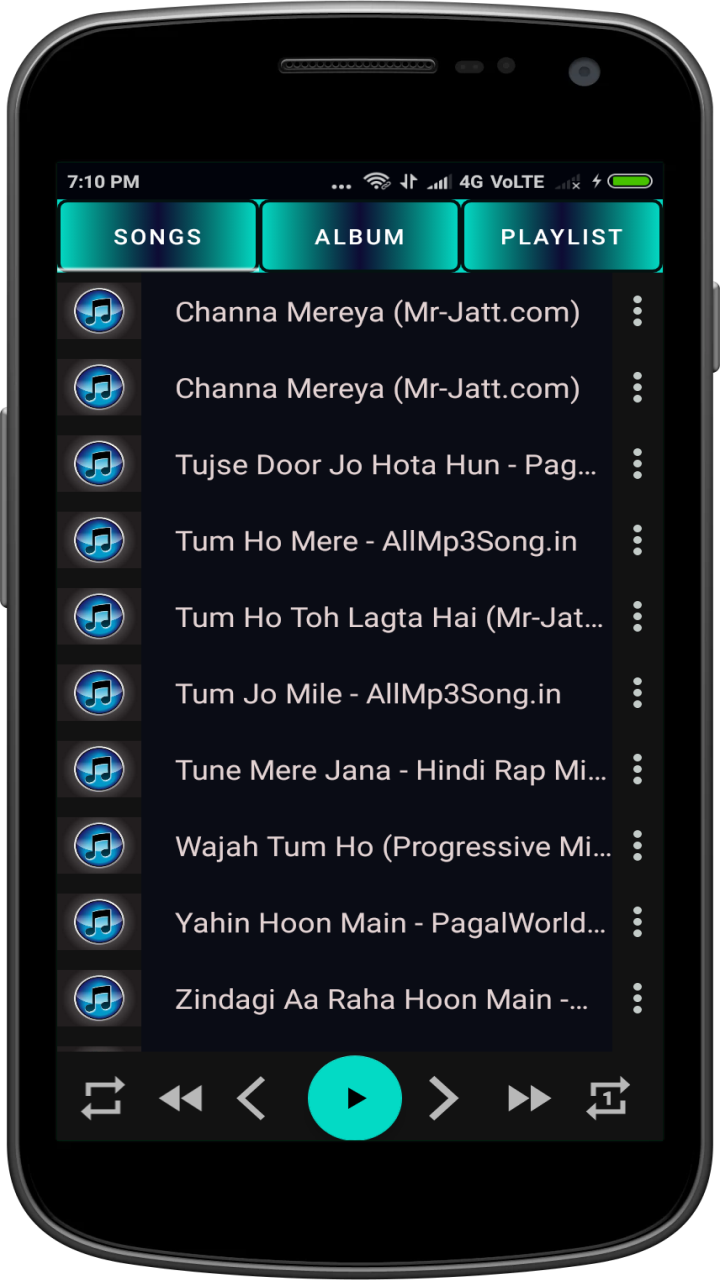 7:10 PM ... 4G VoLTE
SONGS ALBUM PLAYLIST
Channa Mereya (Mr-Jatt.com)
Channa Mereya (Mr-Jatt.com)
Tujse Door Jo Hota Hun - Pag...
Tum Ho Mere - AllMp3Song.in
Tum Ho Toh Lagta Hai (Mr-Jat...
Tum Jo Mile - AllMp3Song.in
Tune Mere Jana - Hindi Rap Mi...
Wajah Tum Ho (Progressive Mi...
Yahin Hoon Main - PagalWorld...
Zindagi Aa Raha Hoon Main -...
1